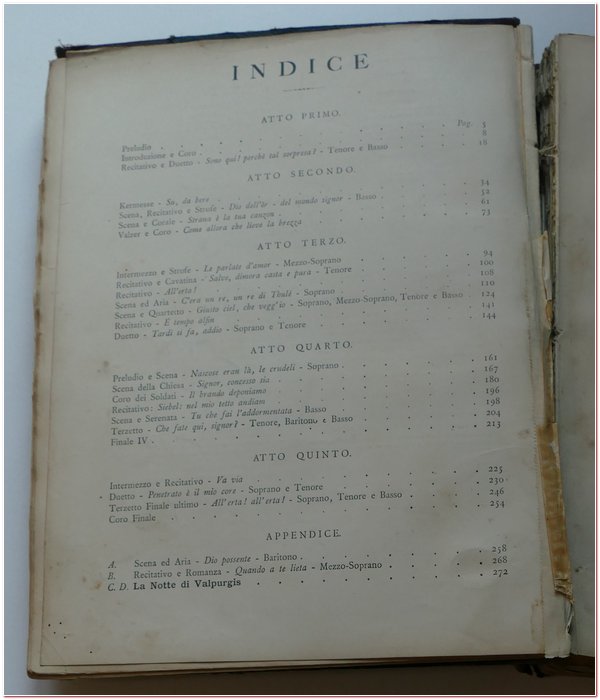 INDICE
ATTO PRIMO.
Preludio . . . . . . . . . . Pag. 5
Introduzione e Coro . . . . . . . . . . 8
Recitativo e Duetto - Sono qui! perchè tal sorpresa? - Tenore e Basso . . . . 18
ATTO SECONDO.
Kermesse - Su, da bere . . . . . . . . . . 34
Scena, Recitativo e Strofe - Dio dell'òr - del mondo signor - Basso . . . . 52
Scena e Corale - Strana è la tua canzon . . . . . . . . 61
Valzer e Coro - Come allora che lieve la brezza . . . . . . . 73
ATTO TERZO.
Intermezzo e Strofe - Le parlate d'amor - Mezzo-Soprano . . . . . . 94
Recitativo e Cavatina - Salve, dimora casta e pura - Tenore . . . . . . 100
Recitativo - All'erta! . . . . . . . . . . 108
Scena ed Aria - C'era un re, un re di Thulè - Soprano . . . . . . 110
Scena e Quartetto - Giusto ciel, che vegg'io - Soprano, Mezzo-Soprano, Tenore e Basso . 124
Recitativo - È tempo alfin . . . . . . . . . . 141
Duetto - Tardi si fa, addio - Soprano e Tenore . . . . . . . 144
ATTO QUARTO.
Preludio e Scena - Nascose eran là, le crudeli - Soprano . . . . . . 161
Scena della Chiesa - Signor, concesso sia . . . . . . . . 167
Coro dei Soldati - Il brando deponiamo . . . . . . . . 180
Recitativo: Siebel: nel mio tetto andiam . . . . . . . . 196
Scena e Serenata - Tu che fai l'addormentata - Basso . . . . . . 198
Terzetto - Che fate qui, signor? - Tenore, Baritono e Basso . . . . . 204
Finale IV . . . . . . . . . . 213
ATTO QUINTO.
Intermezzo e Recitativo - Va via . . . . . . . . 225
Duetto - Penetrato è il mio core - Soprano e Tenore . . . . . . 230
Terzetto Finale ultimo - All'erta! all'erta! - Soprano, Tenore e Basso . . . . 246
Coro Finale . . . . . . . . . . 254
APPENDICE.
A. Scena ed Aria - Dio possente - Baritono . . . . . . . 258
B. Recitativo e Romanza - Quando a te lieta - Mezzo-Soprano . . . . . 268
C. D. La Notte di Valpurgis . . . . . . . . 272